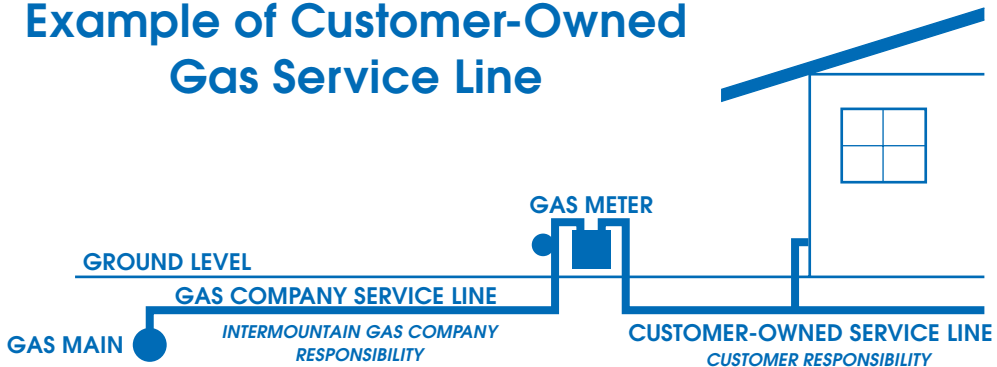 Example of Customer-Owned
Gas Service Line
GAS METER
GROUND LEVEL
GAS COMPANY SERVICE LINE
INTERMOUNTAIN GAS COMPANY
RESPONSIBILITY
GAS MAIN
CUSTOMER-OWNED SERVICE LINE
CUSTOMER RESPONSIBILITY